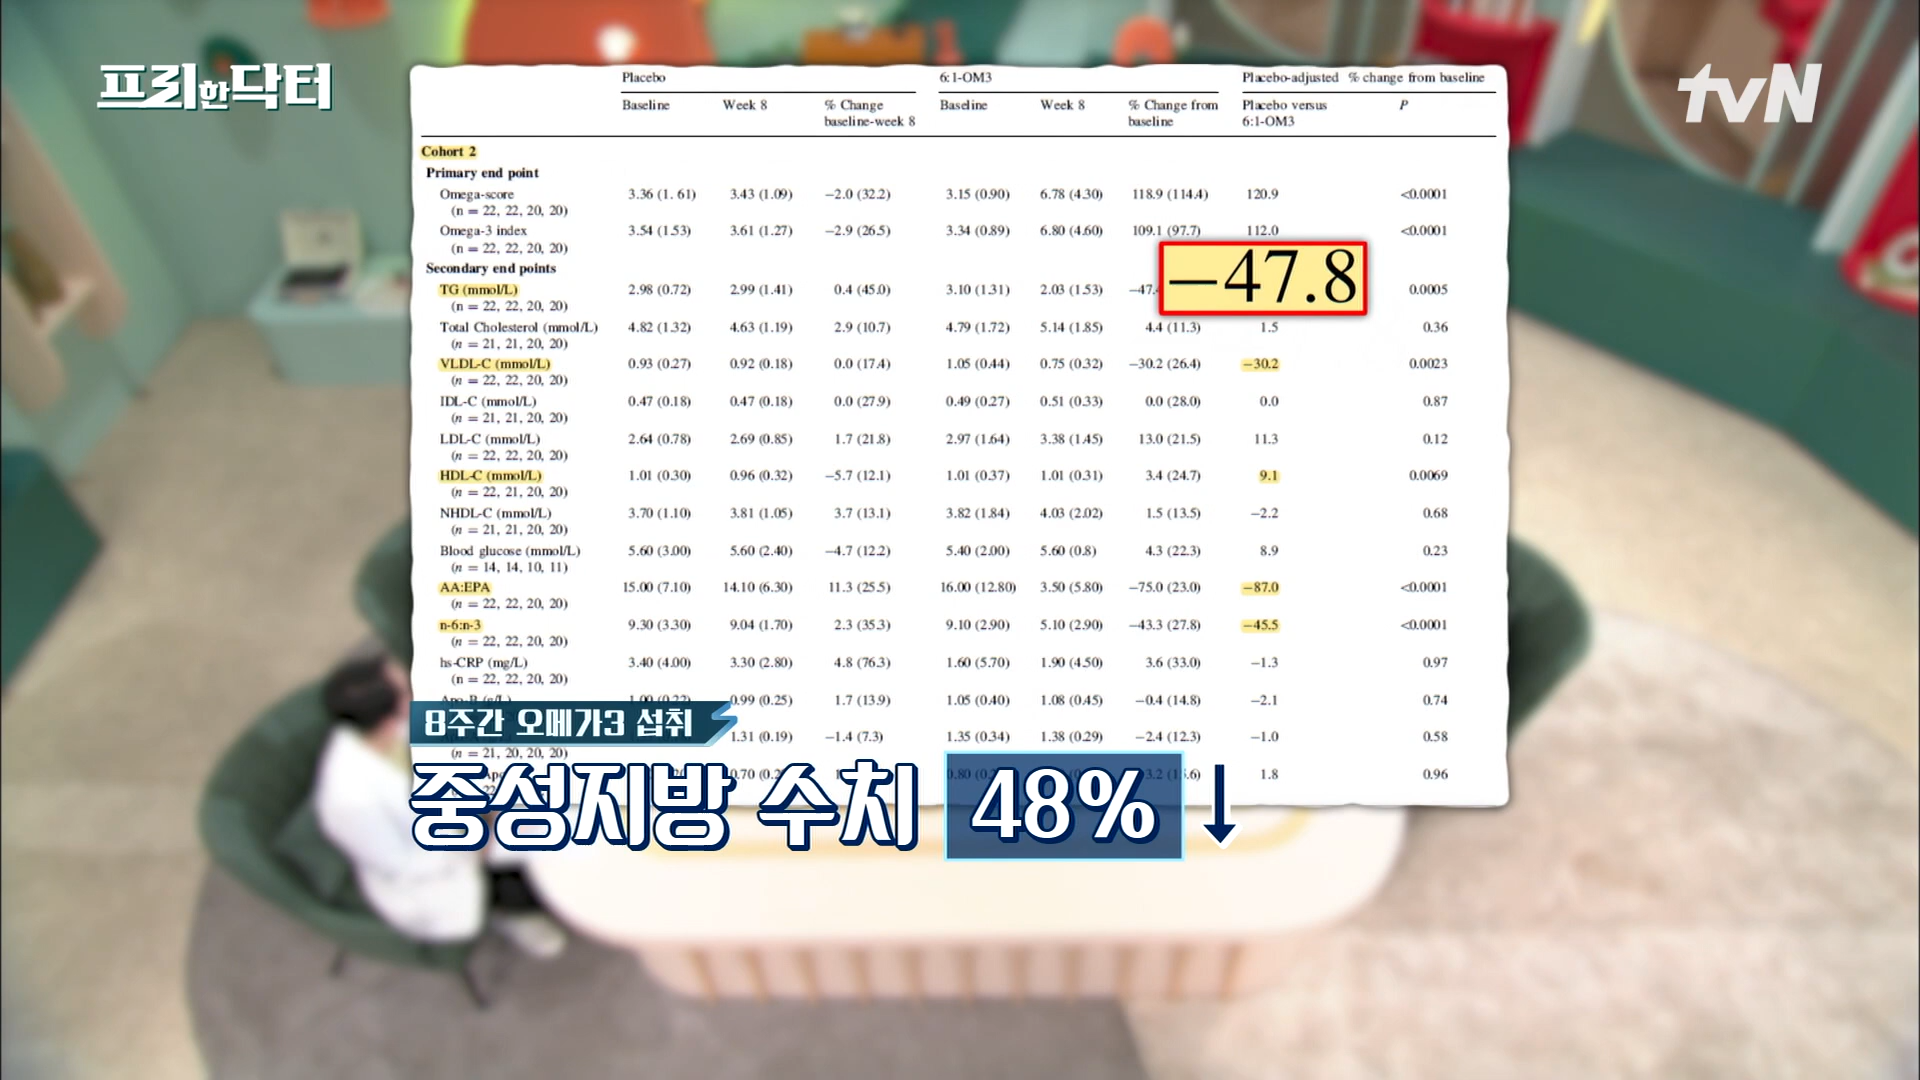 프리한닥터
tvN
Placebo 6:1-OM3 Placebo-adjusted % change from baseline
Baseline Week 8 % Change baseline-week 8 Baseline Week 8 % Change from baseline Placebo versus 6:1-OM3 P
Cohort 2
Primary end point
Omega-score 3.36 (1. 61) 3.43 (1.09) −2.0 (32.2) 3.15 (0.90) 6.78 (4.30) 118.9 (114.4) 120.9 <0.0001
(n = 22, 22, 20, 20)
Omega-3 index 3.54 (1.53) 3.61 (1.27) −2.9 (26.5) 3.34 (0.89) 6.80 (4.60) 109.1 (97.7) 112.0 <0.0001
(n = 22, 22, 20, 20)
Secondary end points
−47.8
TG (mmol/L) 2.98 (0.72) 2.99 (1.41) 0.4 (45.0) 3.10 (1.31) 2.03 (1.53) −47. 0.0005
(n = 22, 22, 20, 20)
Total Cholesterol (mmol/L) 4.82 (1.32) 4.63 (1.19) 2.9 (10.7) 4.79 (1.72) 5.14 (1.85) 4.4 (11.3) 1.5 0.36
(n = 21, 21, 20, 20)
VLDL-C (mmol/L) 0.93 (0.27) 0.92 (0.18) 0.0 (17.4) 1.05 (0.44) 0.75 (0.32) −30.2 (26.4) −30.2 0.0023
(n = 22, 22, 20, 20)
IDL-C (mmol/L) 0.47 (0.18) 0.47 (0.18) 0.0 (27.9) 0.49 (0.27) 0.51 (0.33) 0.0 (28.0) 0.0 0.87
(n = 21, 21, 20, 20)
LDL-C (mmol/L) 2.64 (0.78) 2.69 (0.85) 1.7 (21.8) 2.97 (1.64) 3.38 (1.45) 13.0 (21.5) 11.3 0.12
(n = 22, 22, 20, 20)
HDL-C (mmol/L) 1.01 (0.30) 0.96 (0.32) −5.7 (12.1) 1.01 (0.37) 1.01 (0.31) 3.4 (24.7) 9.1 0.0069
(n = 22, 21, 20, 20)
NHDL-C (mmol/L) 3.70 (1.10) 3.81 (1.05) 3.7 (13.1) 3.82 (1.84) 4.03 (2.02) 1.5 (13.5) −2.2 0.68
(n = 21, 21, 20, 20)
Blood glucose (mmol/L) 5.60 (3.00) 5.60 (2.40) −4.7 (12.2) 5.40 (2.00) 5.60 (0.8) 4.3 (22.3) 8.9 0.23
(n = 14, 14, 10, 11)
AA:EPA 15.00 (7.10) 14.10 (6.30) 11.3 (25.5) 16.00 (12.80) 3.50 (5.80) −75.0 (23.0) −87.0 <0.0001
(n = 22, 22, 20, 20)
n-6:n-3 9.30 (3.30) 9.04 (1.70) 2.3 (35.3) 9.10 (2.90) 5.10 (2.90) −43.3 (27.8) −45.5 <0.0001
(n = 22, 22, 20, 20)
hs-CRP (mg/L) 3.40 (4.00) 3.30 (2.80) 4.8 (76.3) 1.60 (5.70) 1.90 (4.50) 3.6 (33.0) −1.3 0.97
(n = 22, 22, 20, 20)
Apo-B (g/L) 1.00 (0.22) 0.99 (0.25) 1.7 (13.9) 1.05 (0.40) 1.08 (0.45) −0.4 (14.8) −2.1 0.74
1.31 (0.19) −1.4 (7.3) 1.35 (0.34) 1.38 (0.29) −2.4 (12.3) −1.0 0.58
(n = 21, 20, 20, 20)
1.8 0.96
8주간 오메가3 섭취
중성지방 수치 48% ↓